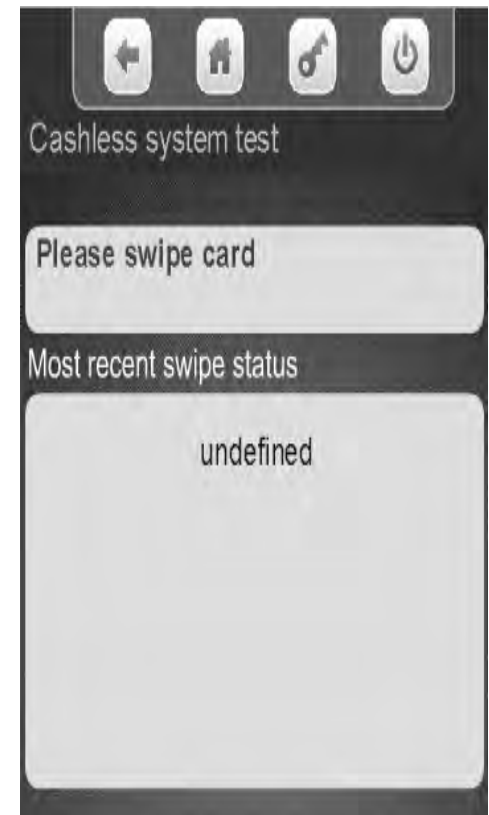 Cashless system test
Please swipe card
Most recent swipe status
undefined